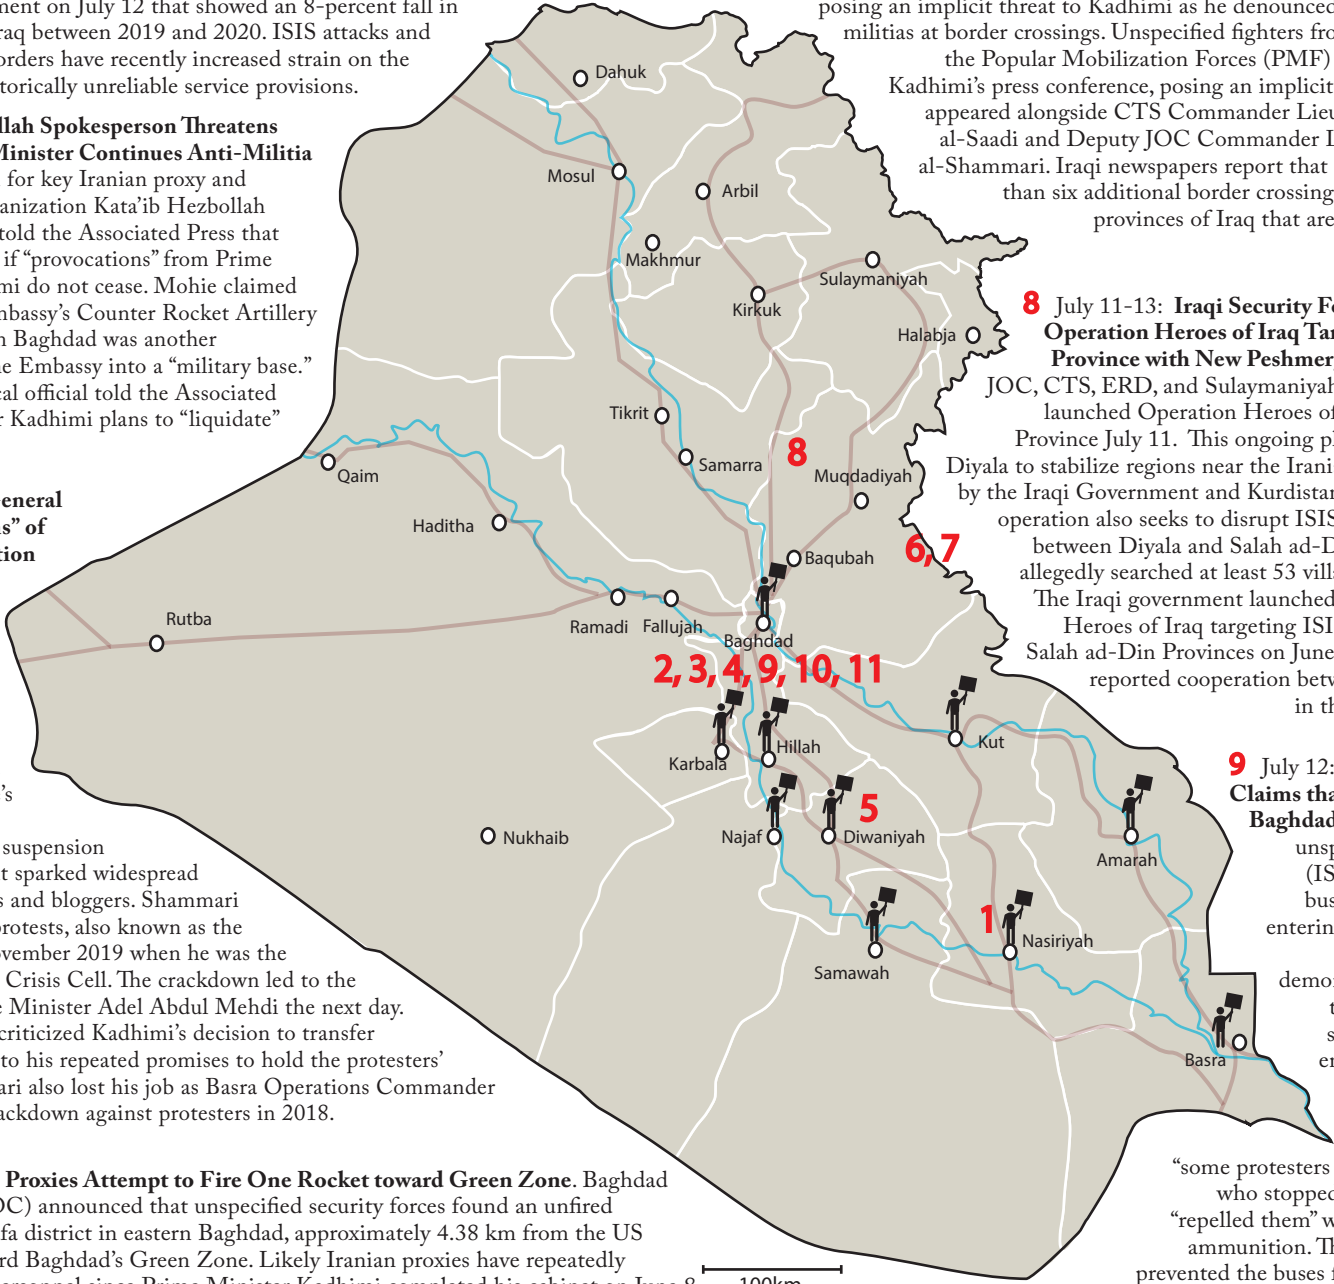 ment on July 12 that showed an 8-percent fall in
raq between 2019 and 2020. ISIS attacks and
orders have recently increased strain on the
torically unreliable service provisions.
llah Spokesperson Threatens
Minister Continues Anti-Militia
for key Iranian proxy and
anization Kata’ib Hezbollah
told the Associated Press that
if “provocations” from Prime
mi do not cease. Mohie claimed
mbassy’s Counter Rocket Artillery
n Baghdad was another
he Embassy into a “military base.”
cal official told the Associated
r Kadhimi plans to “liquidate”
General
s” of
tion
’s
suspension
t sparked widespread
s and bloggers. Shammari
protests, also known as the
ovember 2019 when he was the
Crisis Cell. The crackdown led to the
e Minister Adel Abdul Mehdi the next day.
criticized Kadhimi’s decision to transfer
to his repeated promises to hold the protesters’
ari also lost his job as Basra Operations Commander
ackdown against protesters in 2018.
Proxies Attempt to Fire One Rocket toward Green Zone. Baghdad
OC) announced that unspecified security forces found an unfired
fa district in eastern Baghdad, approximately 4.38 km from the US
rd Baghdad’s Green Zone. Likely Iranian proxies have repeatedly
ersonnel since Prime Minister Kadhimi completed his cabinet on June 8
posing an implicit threat to Kadhimi as he denounced
militias at border crossings. Unspecified fighters fro
the Popular Mobilization Forces (PMF)
Kadhimi’s press conference, posing an implicit
appeared alongside CTS Commander Lieu
al-Saadi and Deputy JOC Commander L
al-Shammari. Iraqi newspapers report that
than six additional border crossing
provinces of Iraq that are
8 July 11-13: Iraqi Security Fo
Operation Heroes of Iraq Tar
Province with New Peshmer
JOC, CTS, ERD, and Sulaymaniyah
launched Operation Heroes of
Province July 11. This ongoing pl
Diyala to stabilize regions near the Irani
by the Iraqi Government and Kurdistan
operation also seeks to disrupt ISIS
between Diyala and Salah ad-D
allegedly searched at least 53 villa
The Iraqi government launched
Heroes of Iraq targeting ISI
Salah ad-Din Provinces on June
reported cooperation betw
in th
9 July 12:
Claims tha
Baghdad
unsp
(IS
bus
entering
demon
t
s
en
“some protesters
who stopped
“repelled them” w
ammunition. Th
prevented the buses f
Dahuk
Mosul
Arbil
Makhmur
Sulaymaniyah
Kirkuk
Halabja
Tikrit
Samarra
8
Muqdadiyah
Qaim
Haditha
Baqubah
6, 7
Rutba
Ramadi
Fallujah
Baghdad
2, 3, 4, 9, 10, 11
Kut
Karbala
Hillah
5
Nukhaib
Najaf
Diwaniyah
Amarah
1
Nasiriyah
Samawah
Basra
100km